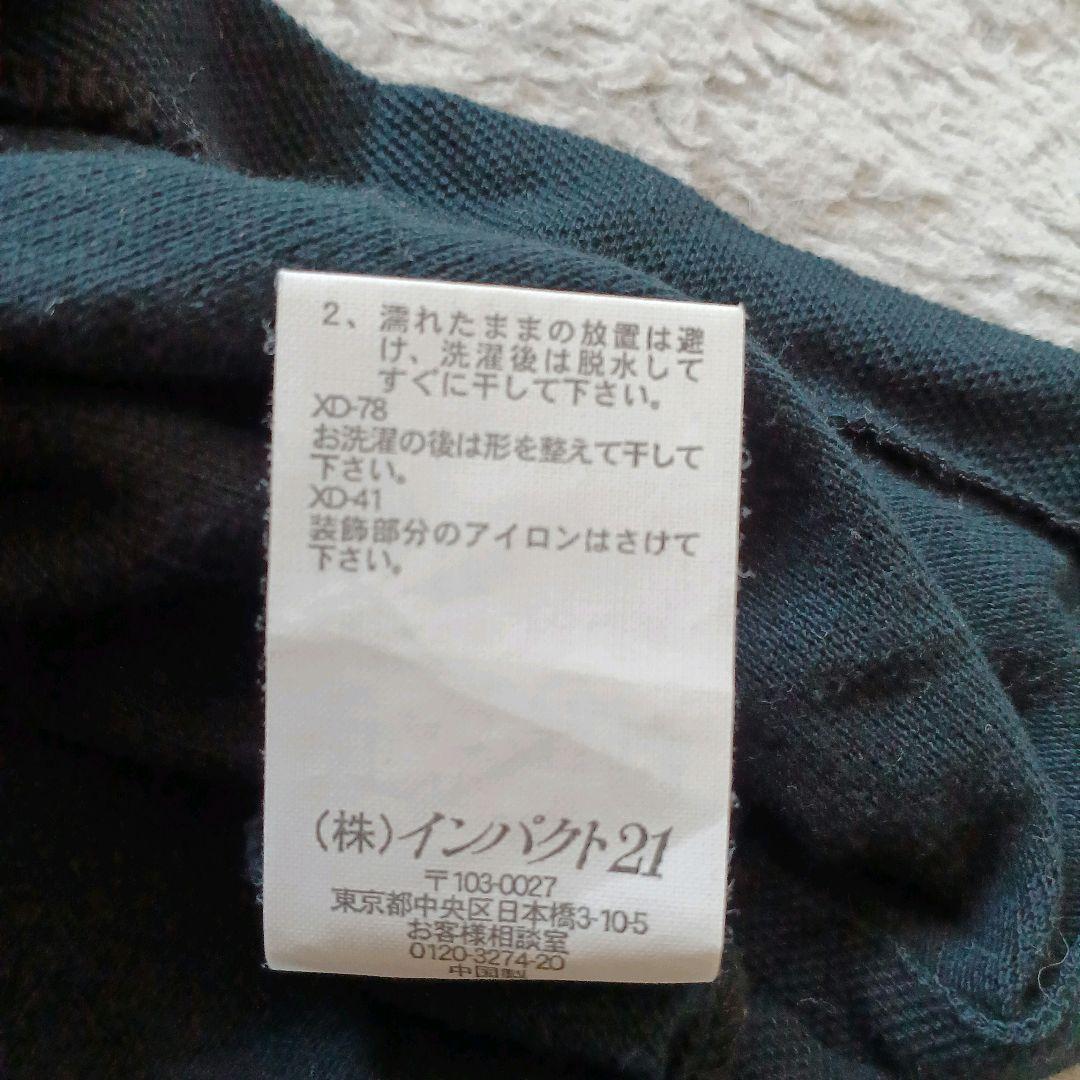 2、濡れたままの放置は避
け、洗濯後は脱水して
すぐに干して下さい。
XD-78
お洗濯の後は形を整えて干して
下さい。
XD-41
装飾部分のアイロンはさけて
下さい。
(株)インパクト21
〒103-0027
東京都中央区日本橋3-10-5
お客様相談室
0120-3274-20
中国製